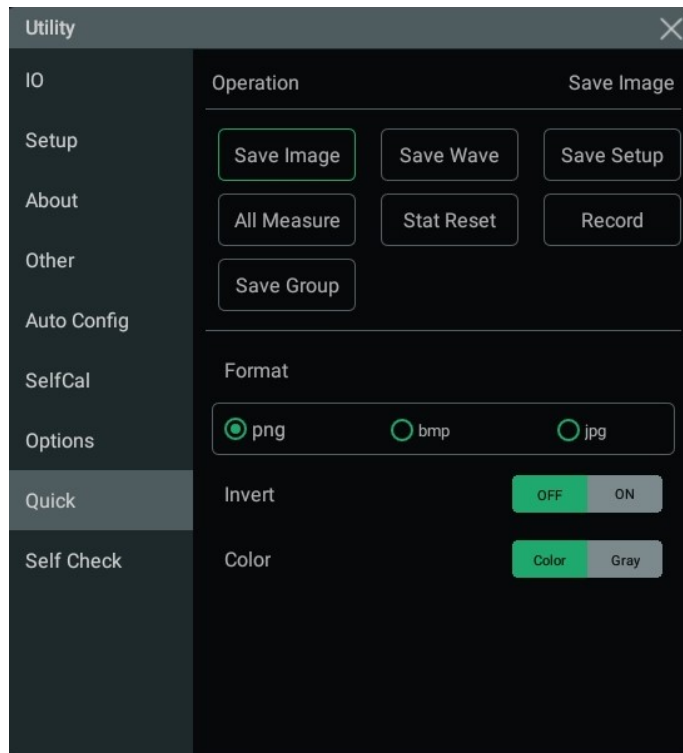 Utility
IO
Setup
About
Other
Auto Config
SelfCal
Options
Quick
Self Check
Operation Save Image
Save Image Save Wave Save Setup
All Measure Stat Reset Record
Save Group
Format
png bmp jpg
Invert OFF ON
Color Color Gray